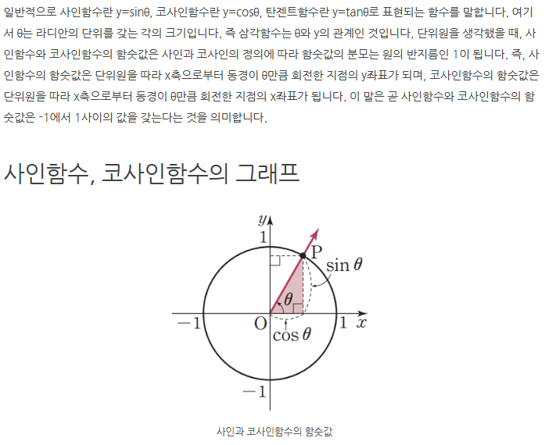 일반적으로 사인함수란 y=sinθ, 코사인함수란 y=cosθ, 탄젠트함수란 y=tanθ로 표현되는 함수를 말합니다. 여기
서 θ는 라디안의 단위를 갖는 각의 크기입니다. 즉 삼각함수는 θ와 y의 관계인 것입니다. 단위원을 생각했을 때, 사
인함수와 코사인함수의 함숫값은 사인과 코사인의 정의에 따라 함숫값의 분모는 원의 반지름인 1이 됩니다. 즉, 사
인함수의 함숫값은 단위원을 따라 x축으로부터 동경이 θ만큼 회전한 지점의 y좌표가 되며, 코사인함수의 함숫값은
단위원을 따라 x축으로부터 동경이 θ만큼 회전한 지점의 x좌표가 됩니다. 이 말은 곧 사인함수와 코사인함수의 함
숫값은 -1에서 1사이의 값을 갖는다는 것을 의미합니다.
사인함수, 코사인함수의 그래프
y
1
P
sin θ
θ
−1
O
1
x
cos θ
−1
사인과 코사인함수의 함숫값